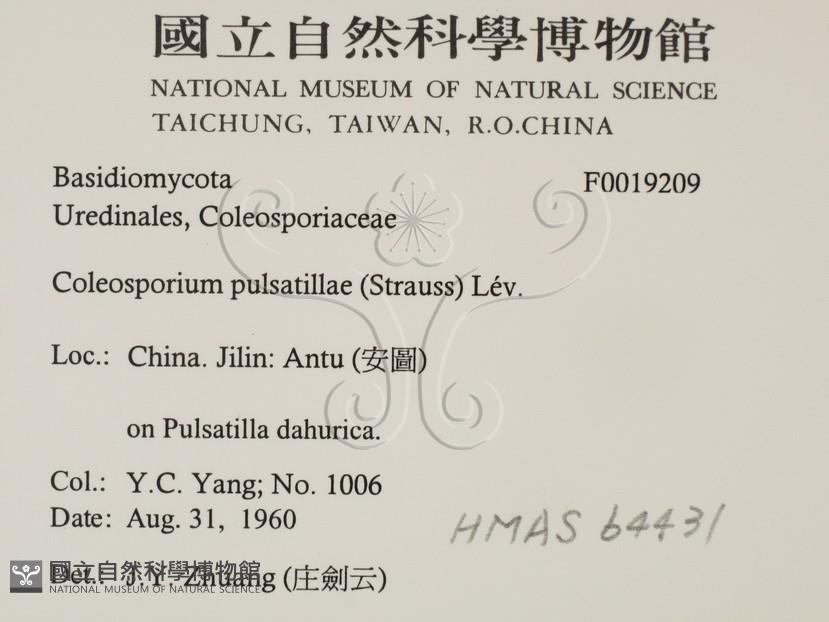 國立自然科學博物館
NATIONAL MUSEUM OF NATURAL SCIENCE
TAICHUNG, TAIWAN, R.O.CHINA
Basidiomycota
F0019209
Uredinales, Coleosporiaceae
Coleosporium pulsatillae (Strauss) Lév.
Loc.: China. Jilin: Antu (安圖)
on Pulsatilla dahurica.
Col.: Y.C. Yang; No. 1006
Date: Aug. 31, 1960
HMAS 64431
Det.: J.Y. Zhuang (庄劍云)
國立自然科學博物館
NATIONAL MUSEUM OF NATURAL SCIENCE